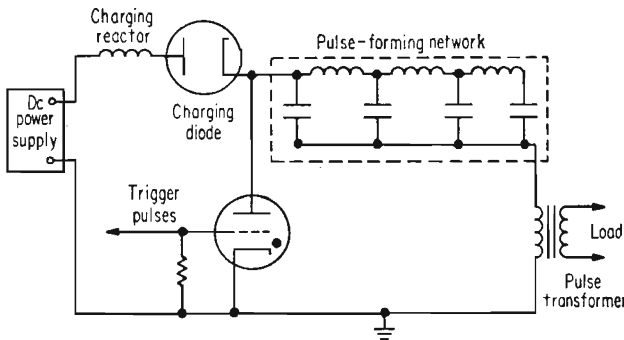 Charging
reactor
Pulse-forming network
Dc
power
supply
Charging
diode
Trigger
pulses
Load
Pulse
transformer